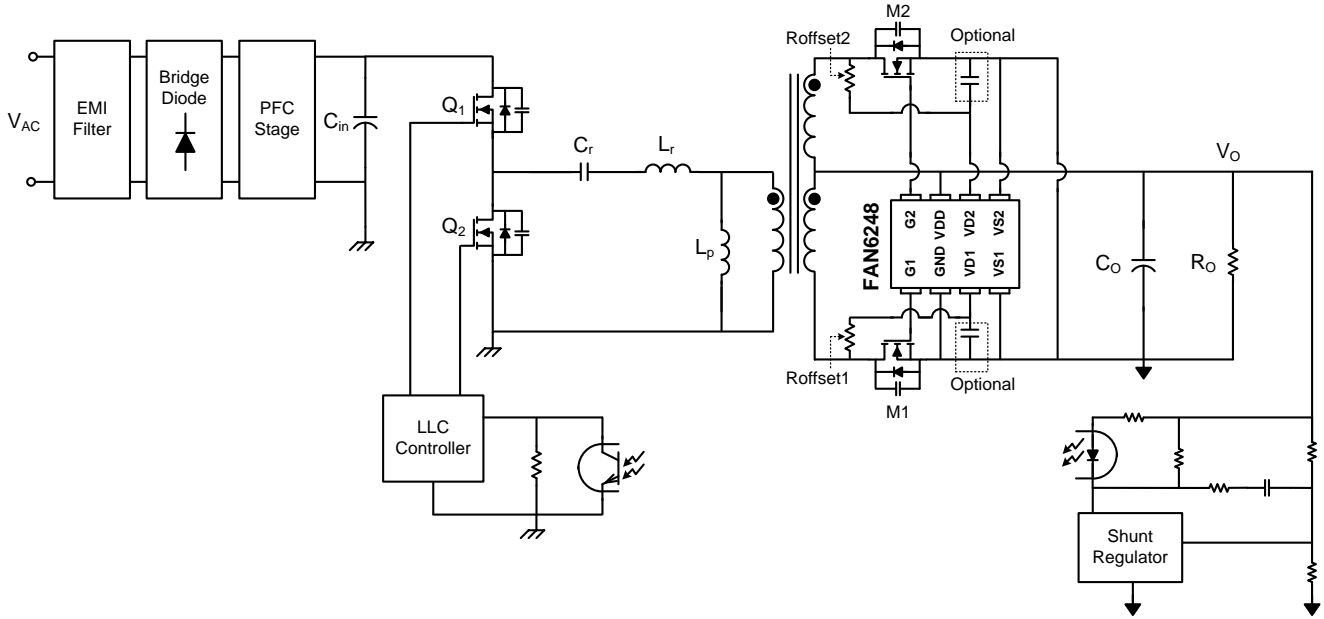 M2
Roffset2
Optional
EMI
Filter
Bridge
Diode
PFC
Stage
VAC
Cin
Q1
Cr
Lr
VO
Q2
Lp
FAN6248
G2
VDD
VD2
VS2
G1
GND
VD1
VS1
CO
RO
Roffset1
M1
Optional
LLC
Controller
Shunt
Regulator